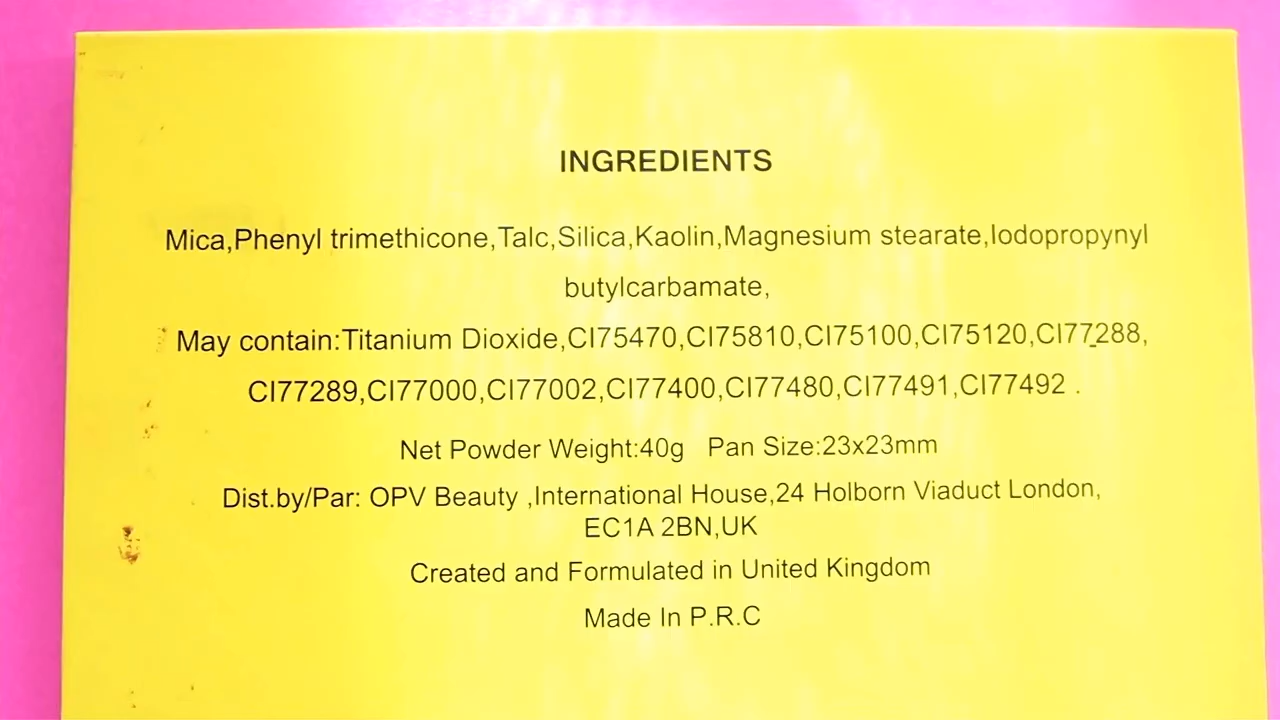 INGREDIENTS
Mica,Phenyl trimethicone,Talc,Silica,Kaolin,Magnesium stearate,Iodopropynyl
butylcarbamate,
May contain:Titanium Dioxide,CI75470,CI75810,CI75100,CI75120,CI77288,
CI77289,CI77000,CI77002,CI77400,CI77480,CI77491,CI77492 .
Net Powder Weight:40g   Pan Size:23x23mm
Dist.by/Par: OPV Beauty ,International House,24 Holborn Viaduct London,
EC1A 2BN,UK
Created and Formulated in United Kingdom
Made In P.R.C